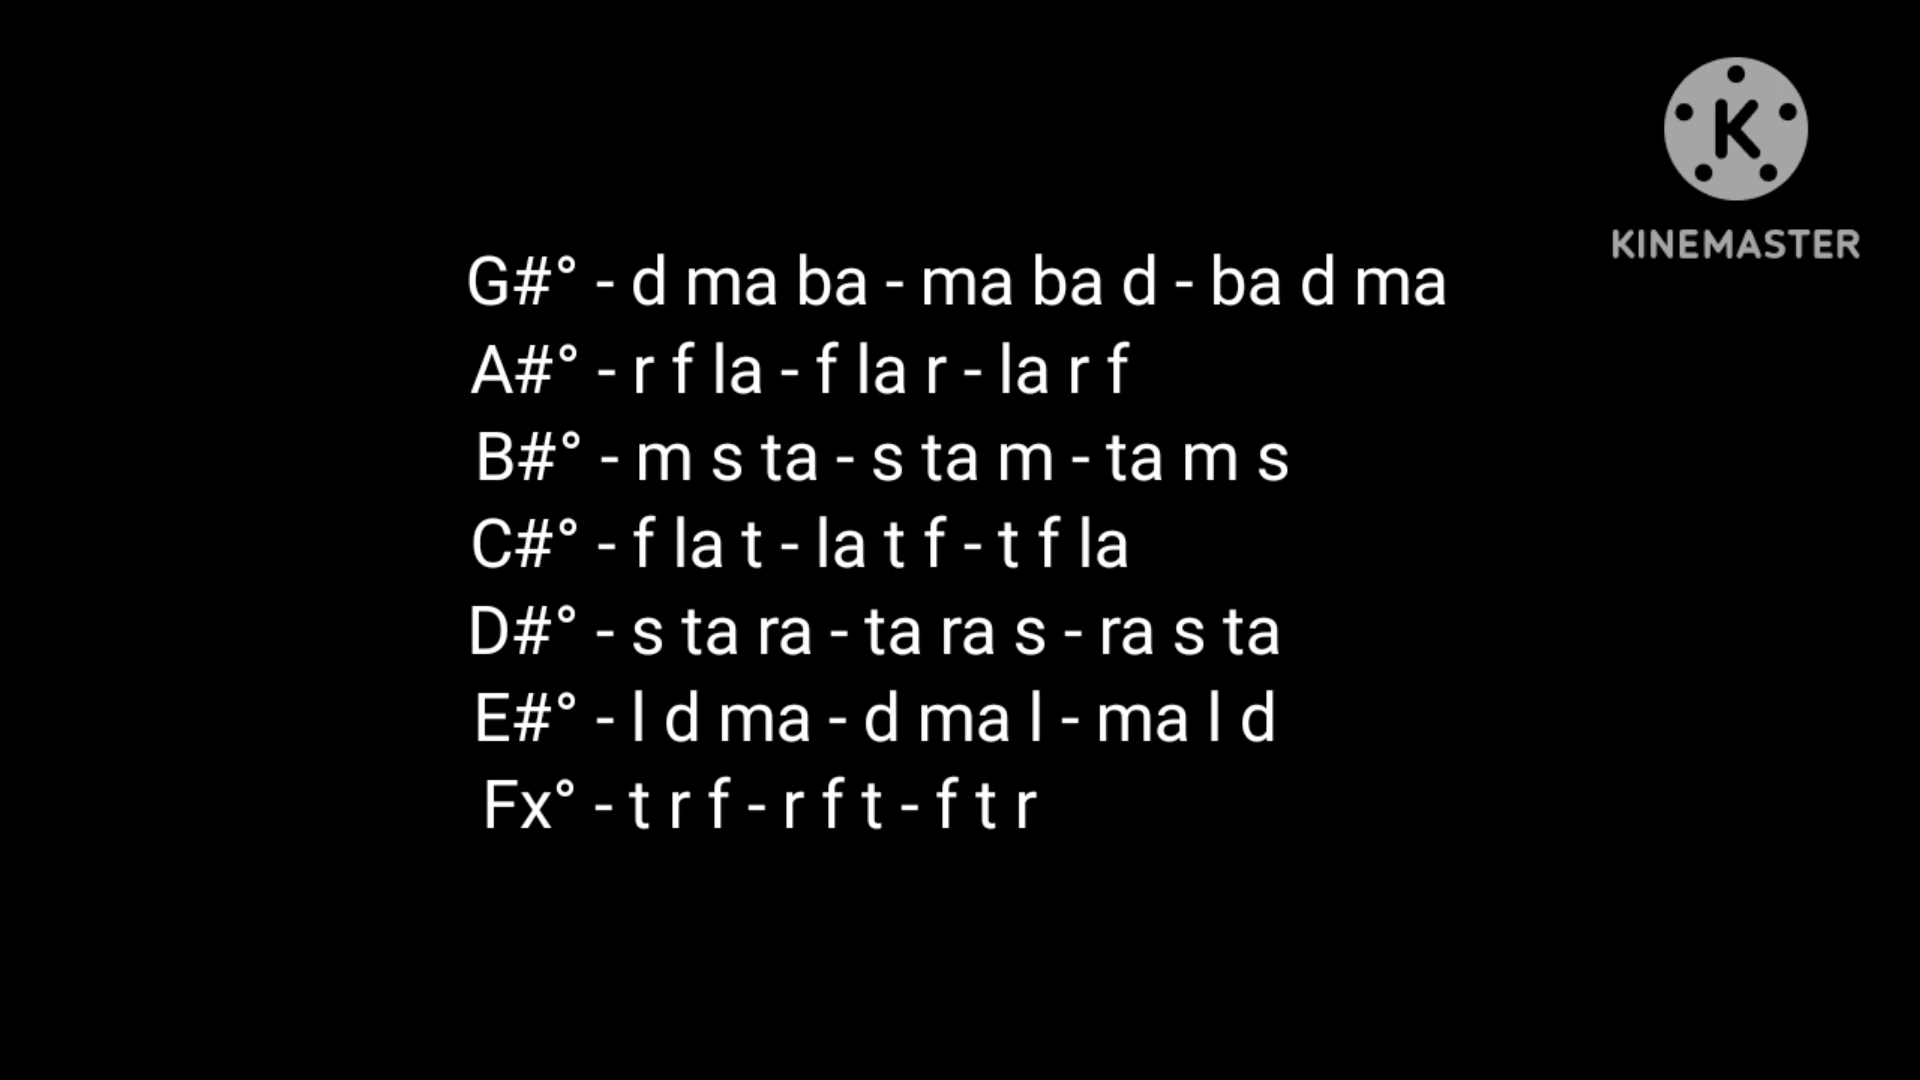 K
KINEMASTER
G#° - d ma ba - ma ba d - ba d ma
A#° - r f la - f la r - la r f
B#° - m s ta - s ta m - ta m s
C#° - f la t - la t f - t f la
D#° - s ta ra - ta ra s - ra s ta
E#° - l d ma - d ma l - ma l d
Fx° - t r f - r f t - f t r